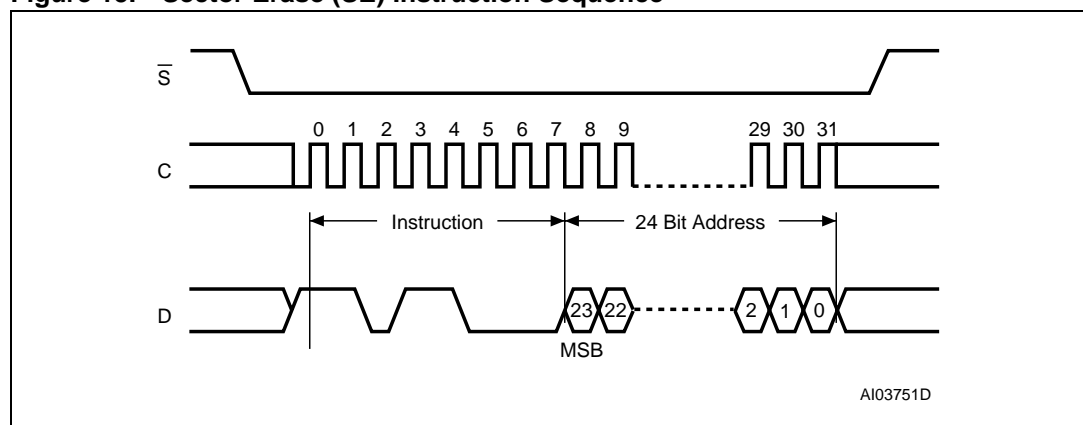 S
0 1 2 3 4 5 6 7 8 9 29 30 31
C
Instruction 24 Bit Address
D 23 22 2 1 0
MSB
AI03751D